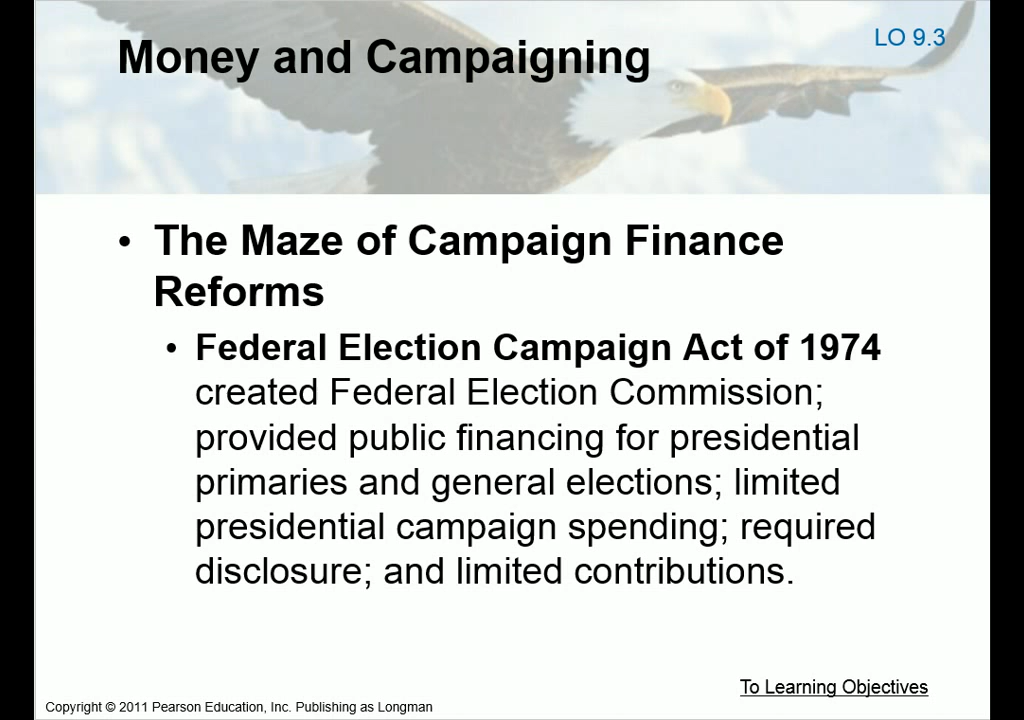 Money and Campaigning
LO 9.3
• The Maze of Campaign Finance
Reforms
• Federal Election Campaign Act of 1974
created Federal Election Commission;
provided public financing for presidential
primaries and general elections; limited
presidential campaign spending; required
disclosure; and limited contributions.
To Learning Objectives
Copyright © 2011 Pearson Education, Inc. Publishing as Longman